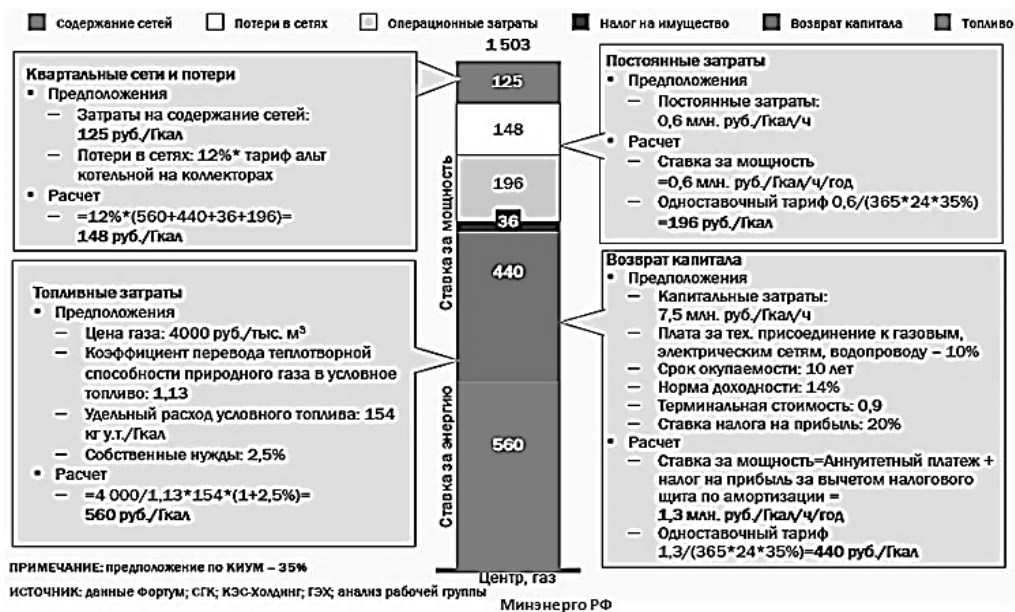 Содержание сетей Потери в сетях Операционные затраты Налог на имущество Возврат капитала Топливо
1 503
Квартальные сети и потери
▪ Предположения
— Затраты на содержание сетей:
125 руб./Гкал
— Потери в сетях: 12%* тариф альт
котельной на коллекторах
▪ Расчет
— =12%*(560+440+36+196)=
148 руб./Гкал
Топливные затраты
▪ Предположения
— Цена газа: 4000 руб./тыс. м³
— Коэффициент перевода теплотворной
способности природного газа в условное
топливо: 1,13
— Удельный расход условного топлива: 154
кг у.т./Гкал
— Собственные нужды: 2,5%
▪ Расчет
— =4 000/1,13*154*(1+2,5%)=
560 руб./Гкал
Ставка за мощность
Ставка за энергию
125
148
196
36
440
560
Центр, газ
Постоянные затраты
▪ Предположения
— Постоянные затраты:
0,6 млн. руб./Гкал/ч
▪ Расчет
— Ставка за мощность
=0,6 млн. руб./Гкал/ч/год
— Одноставочный тариф 0,6/(365*24*35%)
=196 руб./Гкал
Возврат капитала
▪ Предположения
— Капитальные затраты:
7,5 млн. руб./Гкал/ч
— Плата за тех. присоединение к газовым,
электрическим сетям, водопроводу – 10%
— Срок окупаемости: 10 лет
— Норма доходности: 14%
— Терминальная стоимость: 0,9
— Ставка налога на прибыль: 20%
▪ Расчет
— Ставка за мощность=Аннуитетный платеж +
налог на прибыль за вычетом налогового
щита по амортизации =
1,3 млн. руб./Гкал/ч/год
— Одноставочный тариф
1,3/(365*24*35%)=440 руб./Гкал
ПРИМЕЧАНИЕ: предположение по КИУМ – 35%
ИСТОЧНИК: данные Фортум; СГК; КЭС-Холдинг; ГЭХ; анализ рабочей группы
Минэнерго РФ